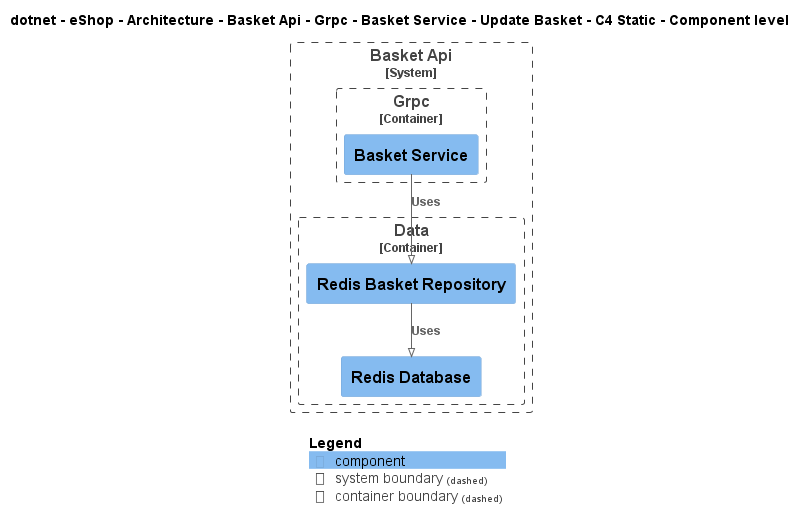 dotnet - eShop - Architecture - Basket Api - Grpc - Basket Service - Update Basket - C4 Static - Component level
Basket Api
[System]
Grpc
[Container]
Basket Service
Uses
Data
[Container]
Redis Basket Repository
Uses
Redis Database
Legend
component
system boundary (dashed)
container boundary (dashed)